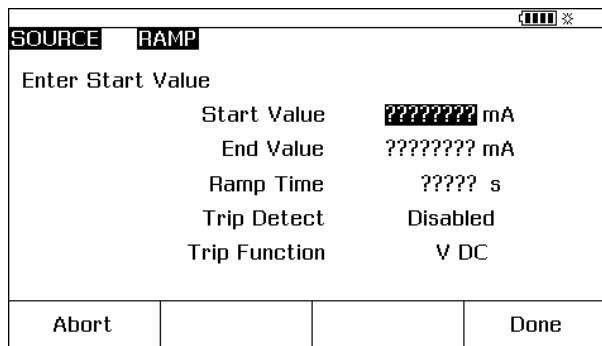 SOURCE RAMP
Enter Start Value
Start Value ???????? mA
End Value ???????? mA
Ramp Time ????? s
Trip Detect Disabled
Trip Function V DC
Abort Done